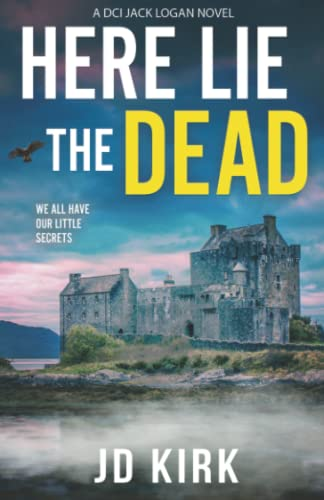 A DCI JACK LOGAN NOVEL
HERE LIE
THE DEAD
WE ALL HAVE
OUR LITTLE
SECRETS
JD KIRK